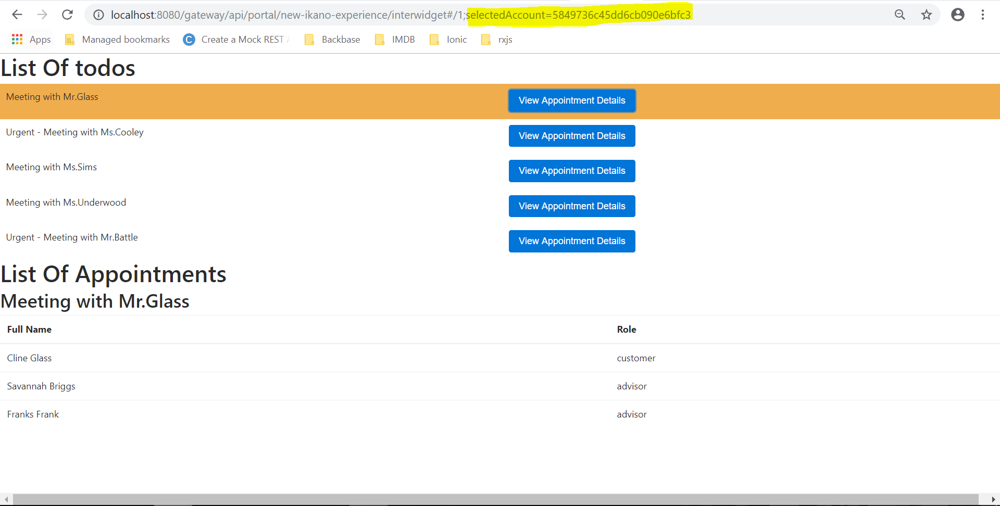 localhost:8080/gateway/api/portal/new-ikano-experience/interwidget#/1;selectedAccount=5849736c45dd6cb090e6bfc3
Apps Managed bookmarks C Create a Mock REST Backbase IMDB Ionic rxjs
List Of todos
Meeting with Mr.Glass View Appointment Details
Urgent - Meeting with Ms.Cooley View Appointment Details
Meeting with Ms.Sims View Appointment Details
Meeting with Ms.Underwood View Appointment Details
Urgent - Meeting with Mr.Battle View Appointment Details
List Of Appointments
Meeting with Mr.Glass
Full Name Role
Cline Glass customer
Savannah Briggs advisor
Franks Frank advisor